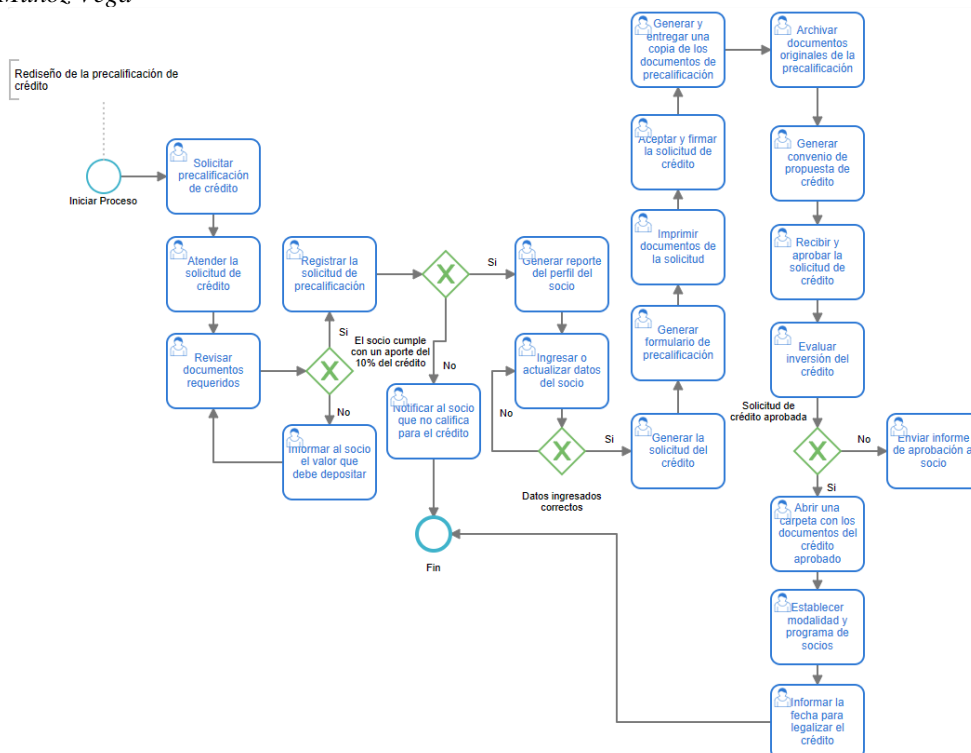 Muñoz Vega
Rediseño de la precalificación de
crédito
Iniciar Proceso
Solicitar
precalificación
de crédito
Atender la
solicitud de
crédito
Revisar
documentos
requeridos
Registrar la
solicitud de
precalificación
Si
El socio cumple
con un aporte del
10% del crédito
No
Informar al socio
el valor que
debe depositar
Si
No
Notificar al socio
que no califica
para el crédito
Fin
Generar reporte
del perfil del
socio
Ingresar o
actualizar datos
del socio
No
Si
Datos ingresados
correctos
Generar la
solicitud del
crédito
Generar
formulario de
precalificación
Imprimir
documentos de
la solicitud
Aceptar y firmar
la solicitud de
crédito
Generar y
entregar una
copia de los
documentos de
precalificación
Archivar
documentos
originales de la
precalificación
Generar
convenio de
propuesta de
crédito
Recibir y
aprobar la
solicitud de
crédito
Evaluar
inversión del
crédito
Solicitud de
crédito aprobada
No
Enviar informe
de aprobación a
socio
Si
Abrir una
carpeta con los
documentos del
crédito
aprobado
Establecer
modalidad y
programa de
socios
Informar la
fecha para
legalizar el
crédito